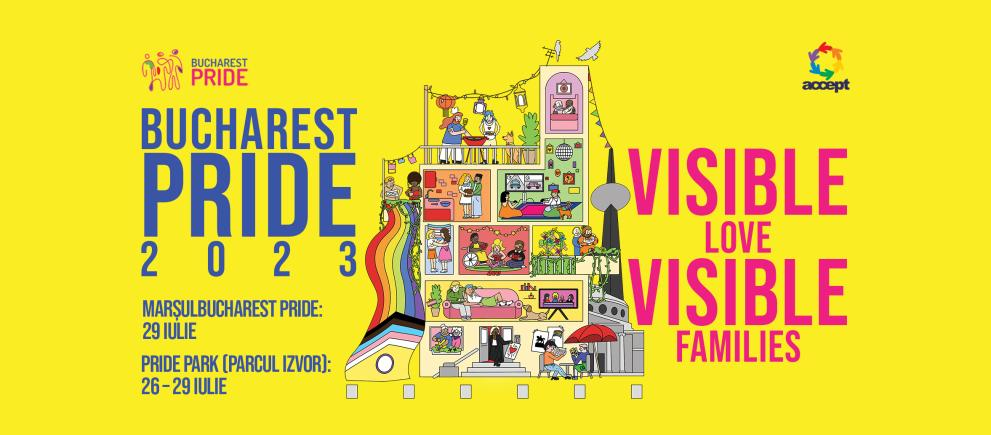 BUCHAREST
PRIDE
accept
BUCHAREST
PRIDE
2023
MARȘULBUCHAREST PRIDE:
29 IULIE
PRIDE PARK (PARCUL IZVOR):
26 – 29 IULIE
VISIBLE
LOVE
VISIBLE
FAMILIES